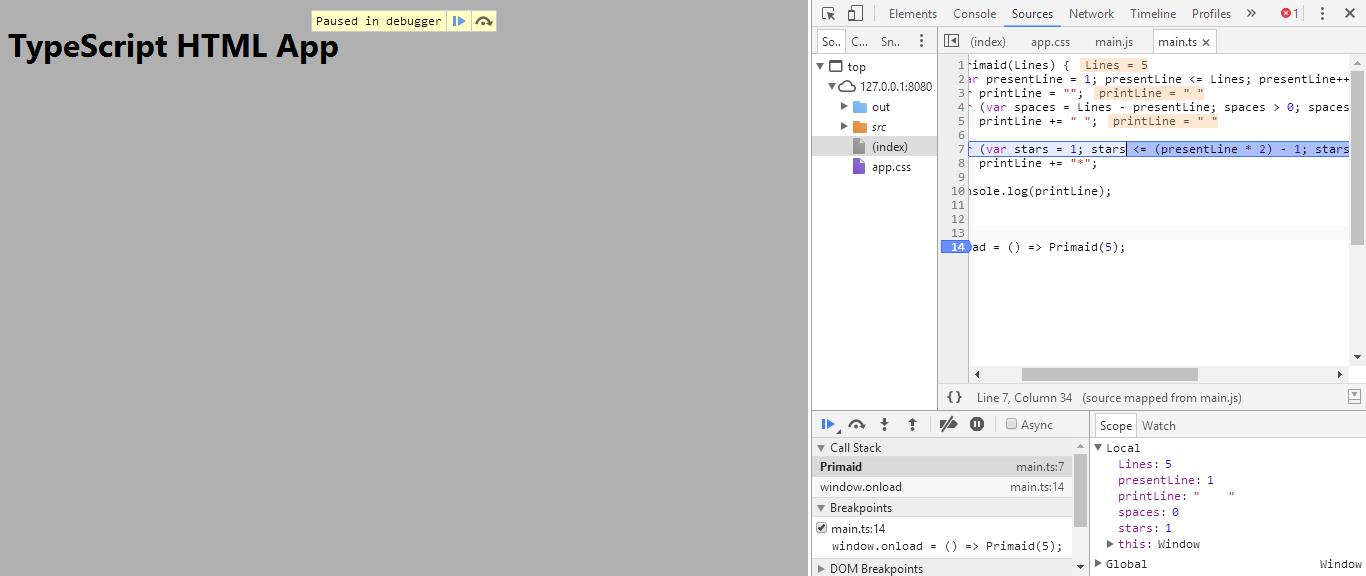 Paused in debugger
TypeScript HTML App
Elements Console Sources Network Timeline Profiles » 1
So.. C... Sn..
(index) app.css main.js main.ts ×
top
127.0.0.1:8080
out
src
(index)
app.css
1 rimaid(Lines) { Lines = 5
2 ar presentLine = 1; presentLine <= Lines; presentLine++
3 r printLine = ""; printLine = " "
4 r (var spaces = Lines - presentLine; spaces > 0; spaces
5 printLine += " "; printLine = " "
6
7 r (var stars = 1; stars <= (presentLine * 2) - 1; stars
8 printLine += "*";
9
10 nsole.log(printLine);
11
12
13
14 ad = () => Primaid(5);
{} Line 7, Column 34 (source mapped from main.js)
Async
Call Stack
Primaid main.ts:7
window.onload main.ts:14
Breakpoints
main.ts:14
window.onload = () => Primaid(5);
DOM Breakpoints
Scope Watch
Local
Lines: 5
presentLine: 1
printLine: "    "
spaces: 0
stars: 1
this: Window
Global Window